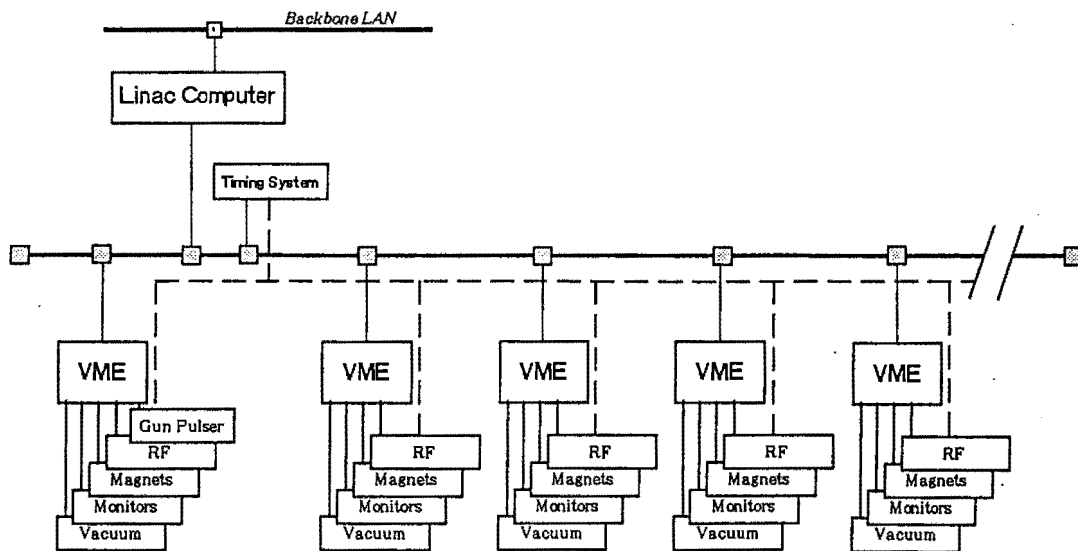 Backbone LAN
Linac Computer
Timing System
VME
VME
VME
VME
VME
Gun Pulser
RF
RF
RF
RF
RF
Magnets
Magnets
Magnets
Magnets
Magnets
Monitors
Monitors
Monitors
Monitors
Monitors
Vacuum
Vacuum
Vacuum
Vacuum
Vacuum